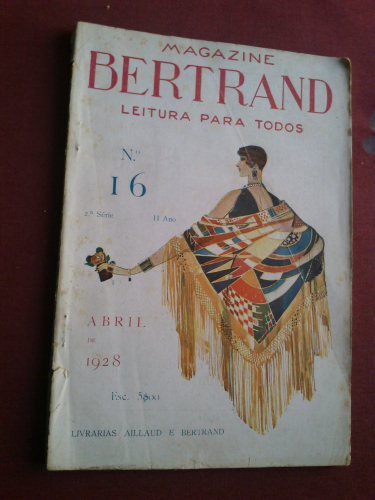 MAGAZINE
BERTRAND
LEITURA PARA TODOS
N.º
16
2.ª Série II Ano
ABRIL
DE
1928
Esc. 5$00
LIVRARIAS AILLAUD E BERTRAND